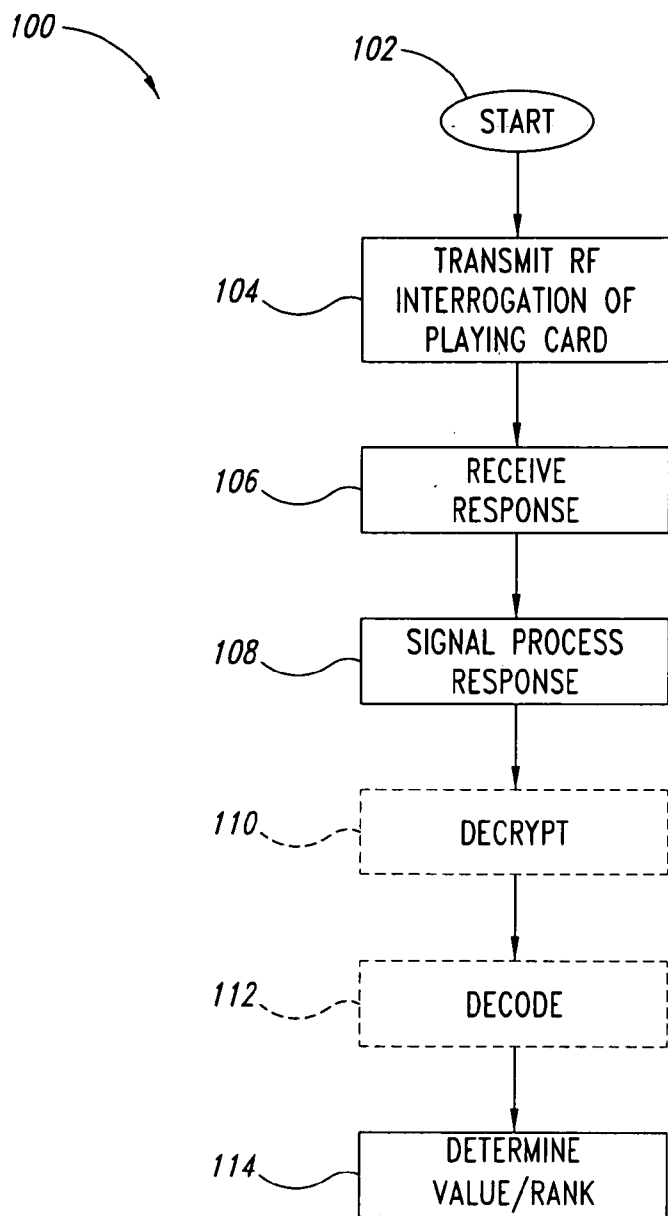 100
102
START
104
TRANSMIT RF
INTERROGATION OF
PLAYING CARD
106
RECEIVE
RESPONSE
108
SIGNAL PROCESS
RESPONSE
110
DECRYPT
112
DECODE
114
DETERMINE
VALUE/RANK